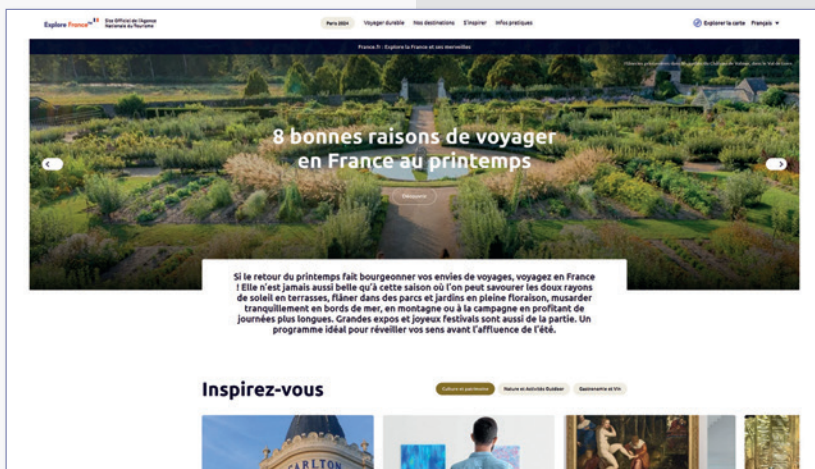 Explore France
Site Officiel de l'Agence
Nationale du Tourisme
Paris 2024 Voyager durable Nos destinations S'inspirer Infos pratiques
Explorer la carte Français
France.fr : Explore la France et ses merveilles
8 bonnes raisons de voyager
en France au printemps
Découvrir
Si le retour du printemps fait bourgeonner vos envies de voyages, voyagez en France
! Elle n'est jamais aussi belle qu'à cette saison où l'on peut savourer les doux rayons
de soleil en terrasses, flâner dans des parcs et jardins en pleine floraison, musarder
tranquillement en bords de mer, en montagne ou à la campagne en profitant de
journées plus longues. Grandes expos et joyeux festivals sont aussi de la partie. Un
programme idéal pour réveiller vos sens avant l'affluence de l'été.
Inspirez-vous
Culture et patrimoine Nature et Activités Outdoor Gastronomie et Vin
CARLTON